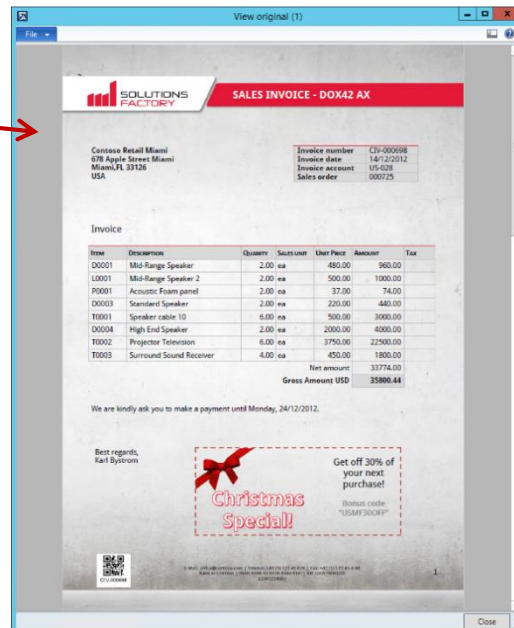 View original (1)
File
SOLUTIONS
FACTORY
SALES INVOICE - DOX42 AX
Contoso Retail Miami
678 Apple Street Miami
Miami,FL 33126
USA
Invoice number CIV-000698
Invoice date 14/12/2012
Invoice account US-028
Sales order 000725
Invoice
ITEM DESCRIPTION QUANTITY SALES UNIT UNIT PRICE AMOUNT TAX
D0001 Mid-Range Speaker 2.00 ea 480.00 960.00
L0001 Mid-Range Speaker 2 2.00 ea 500.00 1000.00
P0001 Acoustic Foam panel 2.00 ea 37.00 74.00
D0003 Standard Speaker 2.00 ea 220.00 440.00
T0001 Speaker cable 10 6.00 ea 500.00 3000.00
D0004 High End Speaker 2.00 ea 2000.00 4000.00
T0002 Projector Television 6.00 ea 3750.00 22500.00
T0003 Surround Sound Receiver 4.00 ea 450.00 1800.00
Net amount 33774.00
Gross Amount USD 35800.44
We are kindly ask you to make a payment until Monday, 24/12/2012.
Best regards,
Karl Bystrom
Christmas
Special!
Get off 30% of
your next
purchase!
Bonus code
"USMF30OFF"
CIV-000698
1
Close